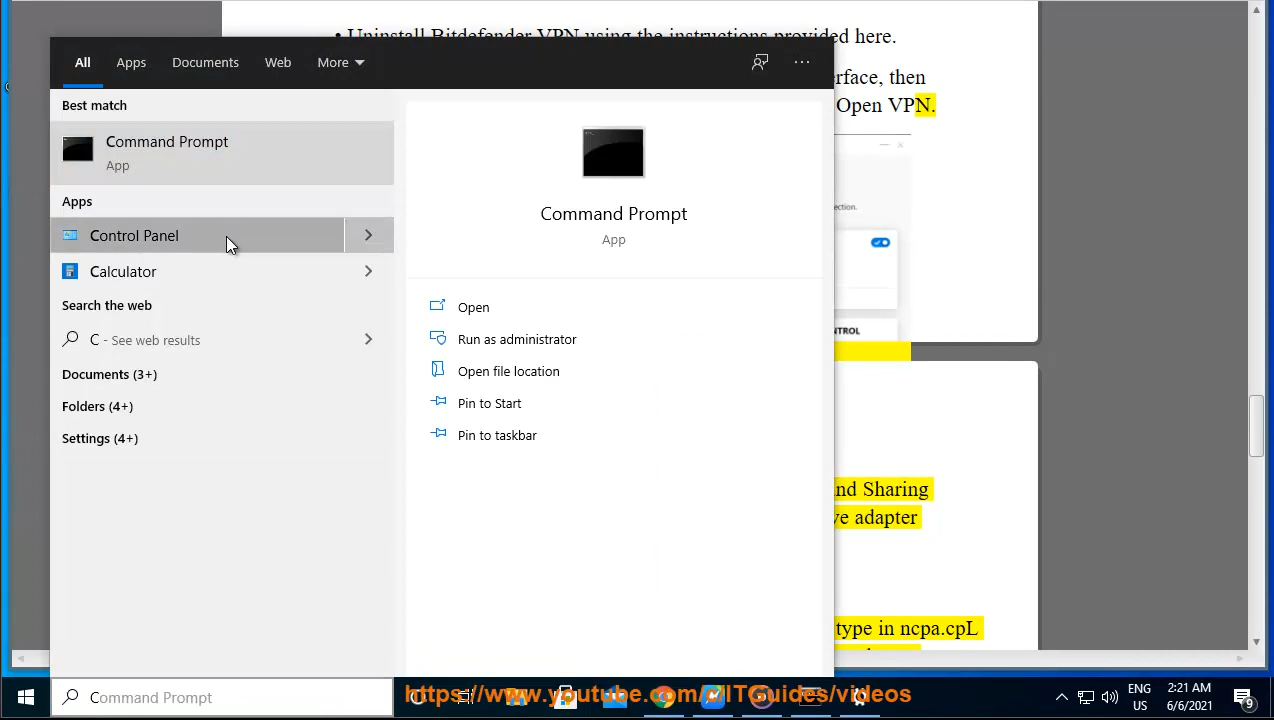 • Uninstall Bitdefender VPN using the instructions provided here.
All Apps Documents Web More ···
rface, then
Open VPN.
Best match
Command Prompt
App
Apps
Control Panel
Calculator
Search the web
C - See web results
Documents (3+)
Folders (4+)
Settings (4+)
Command Prompt
App
Open
Run as administrator
Open file location
Pin to Start
Pin to taskbar
ection.
NTROL
nd Sharing
ve adapter
type in ncpa.cpL
Command Prompt
https://www.youtube.com/c/ITGuides/videos
ENG
US
2:21 AM
6/6/2021
9